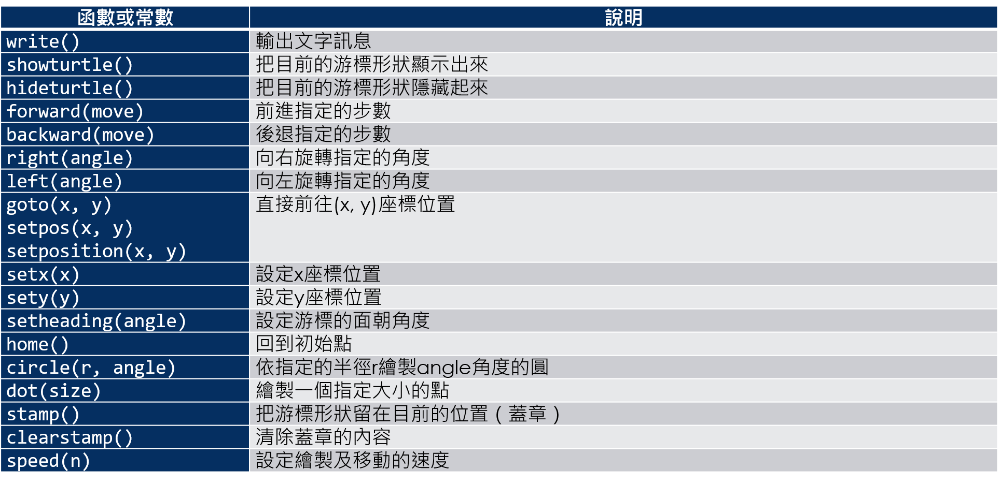 函數或常數 說明
write() 輸出文字訊息
showturtle() 把目前的游標形狀顯示出來
hideturtle() 把目前的游標形狀隱藏起來
forward(move) 前進指定的步數
backward(move) 後退指定的步數
right(angle) 向右旋轉指定的角度
left(angle) 向左旋轉指定的角度
goto(x, y) 直接前往(x, y)座標位置
setpos(x, y)
setposition(x, y)
setx(x) 設定x座標位置
sety(y) 設定y座標位置
setheading(angle) 設定游標的面朝角度
home() 回到初始點
circle(r, angle) 依指定的半徑r繪製angle角度的圓
dot(size) 繪製一個指定大小的點
stamp() 把游標形狀留在目前的位置（蓋章）
clearstamp() 清除蓋章的內容
speed(n) 設定繪製及移動的速度